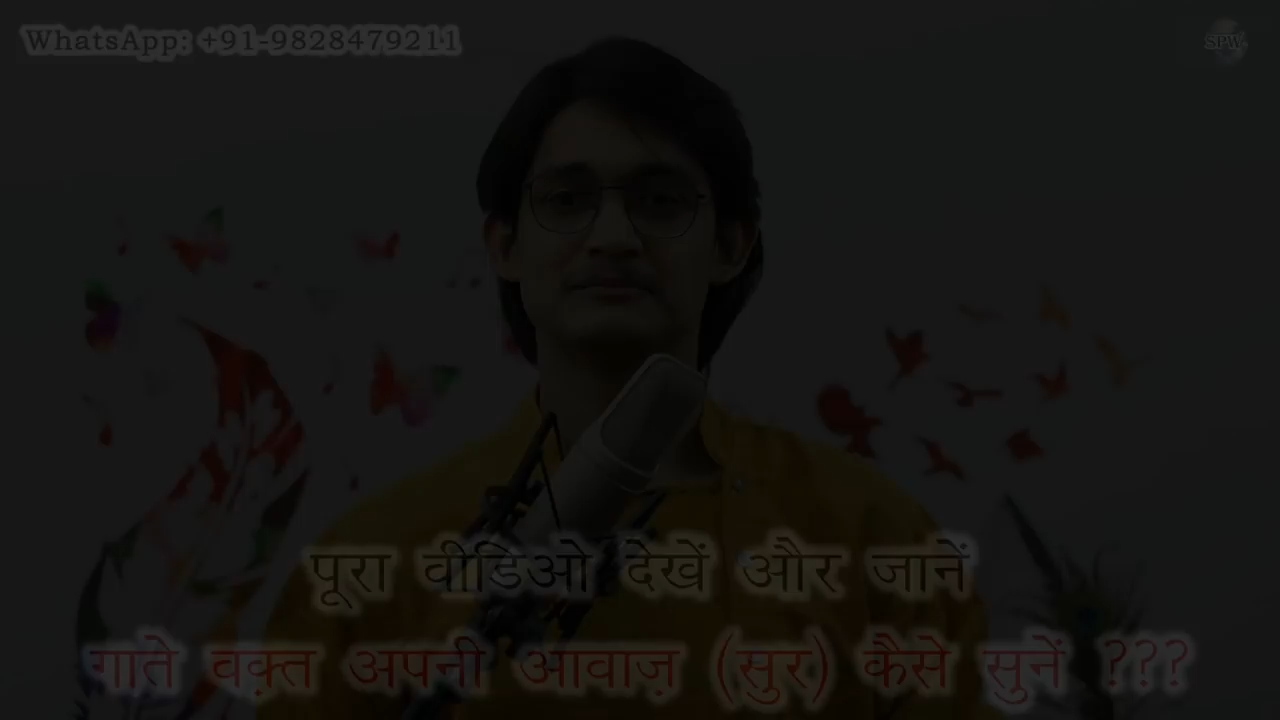 WhatsApp: +91-9828479211
SPW
पूरा वीडिओ देखें और जानें
गाते वक़्त अपनी आवाज़ (सुर) कैसे सुनें ???